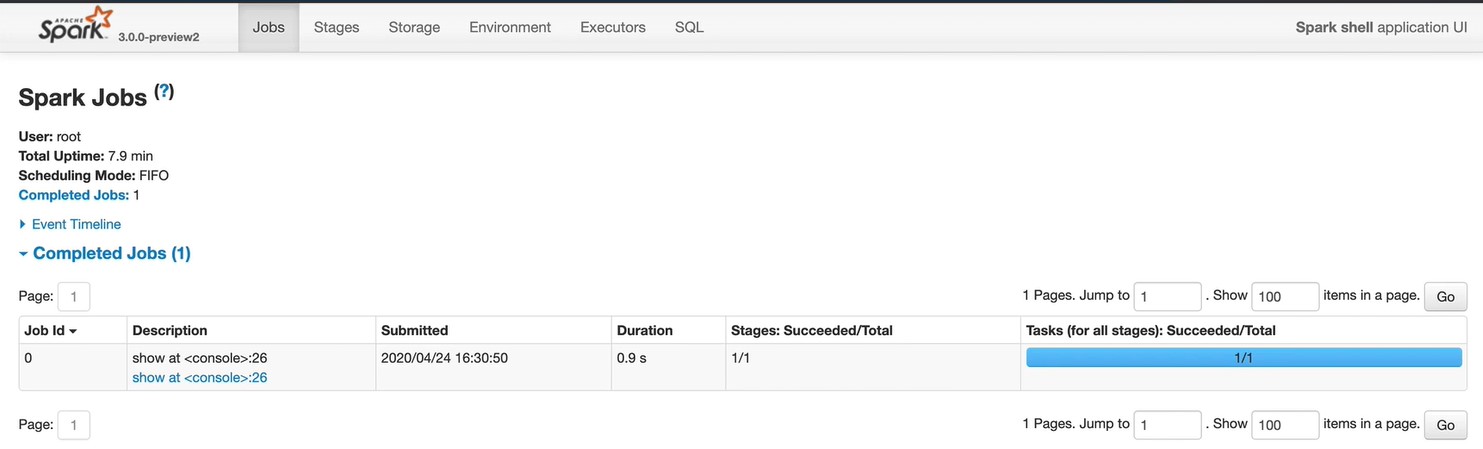 APACHE Spark 3.0.0-preview2 Jobs Stages Storage Environment Executors SQL Spark shell application UI
Spark Jobs (?)
User: root
Total Uptime: 7.9 min
Scheduling Mode: FIFO
Completed Jobs: 1
Event Timeline
Completed Jobs (1)
Page: 1 1 Pages. Jump to 1 . Show 100 items in a page. Go
Job Id Description Submitted Duration Stages: Succeeded/Total Tasks (for all stages): Succeeded/Total
0 show at <console>:26 2020/04/24 16:30:50 0.9 s 1/1 1/1
show at <console>:26
Page: 1 1 Pages. Jump to 1 . Show 100 items in a page. Go